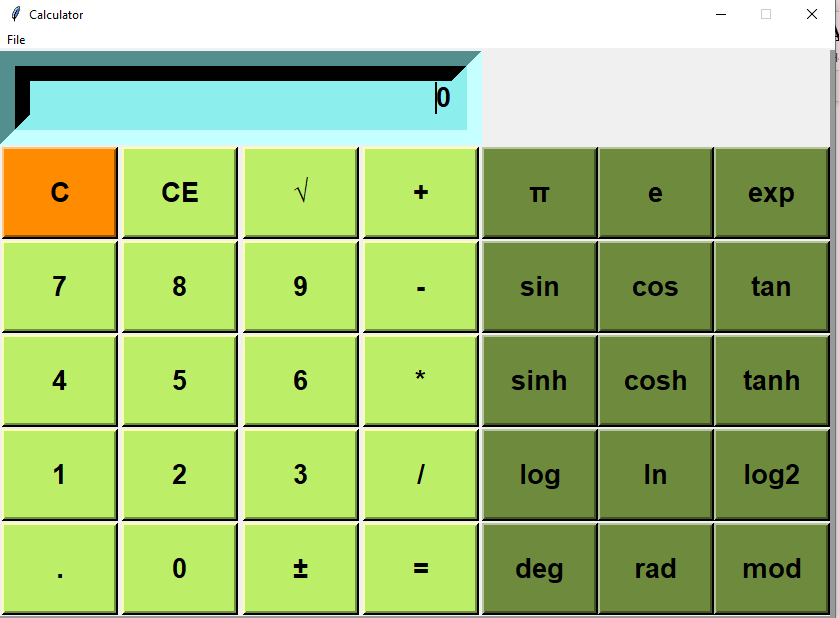 Calculator
File
0
C CE √ + π e exp
7 8 9 - sin cos tan
4 5 6 * sinh cosh tanh
1 2 3 / log ln log2
. 0 ± = deg rad mod